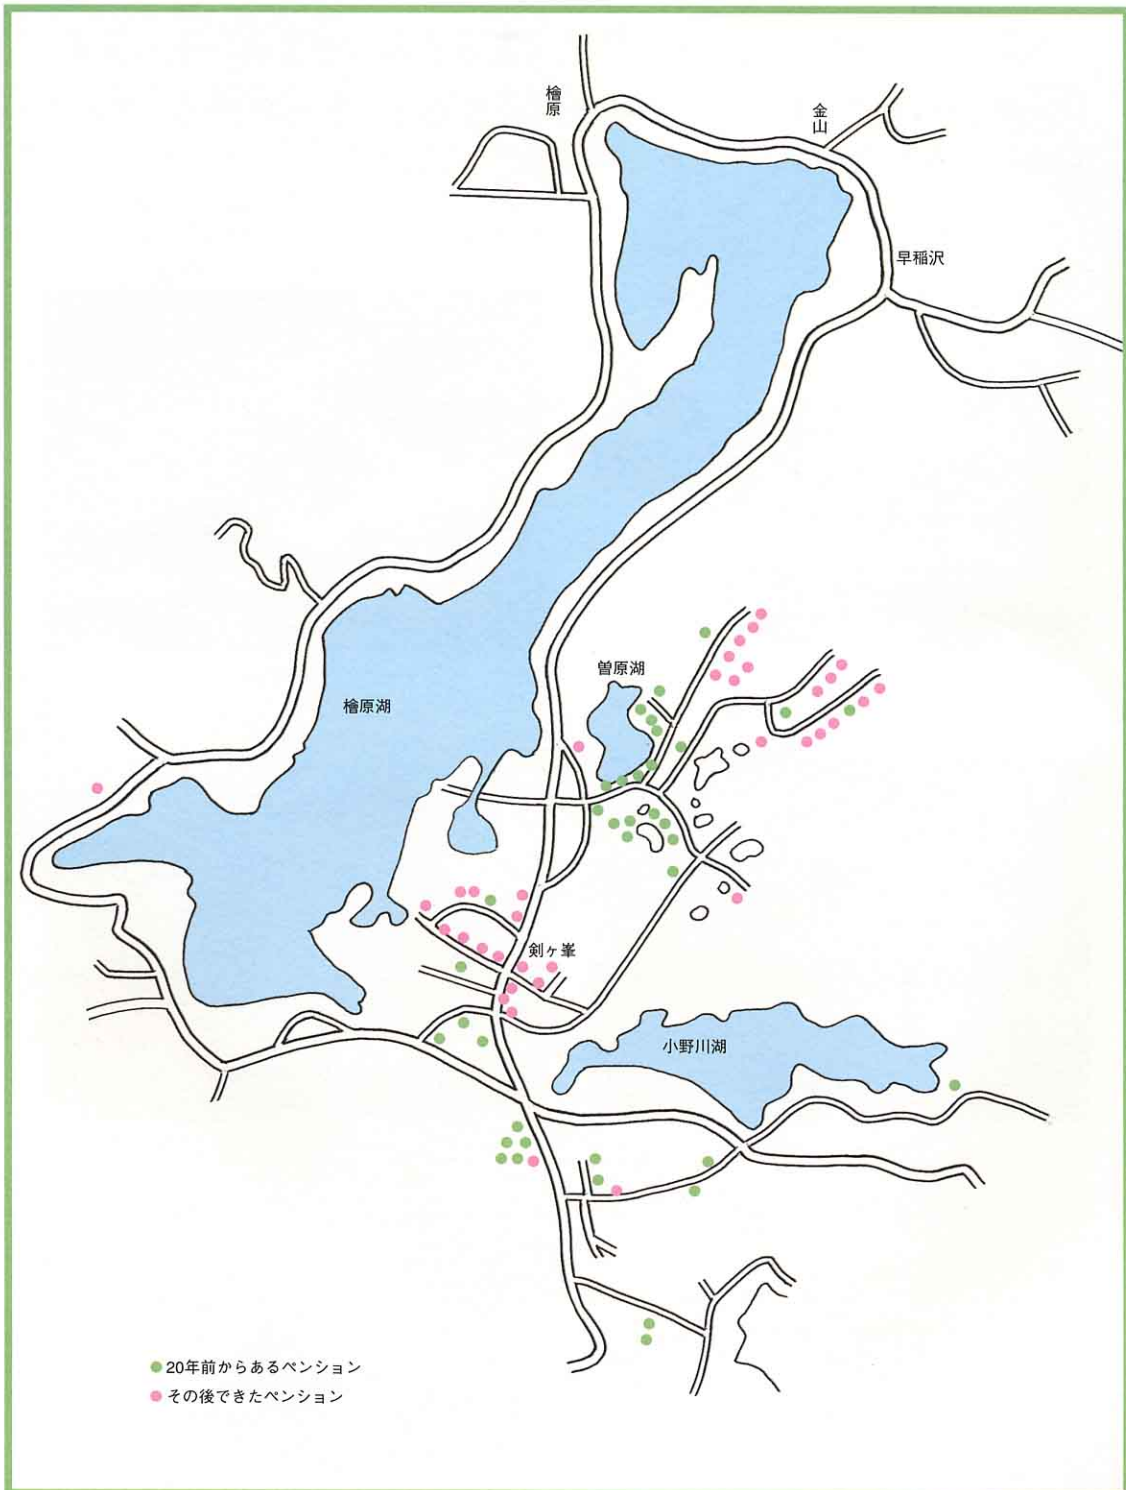 檜原
金山
早稲沢
曽原湖
檜原湖
剣ヶ峯
小野川湖
20年前からあるペンション
その後できたペンション